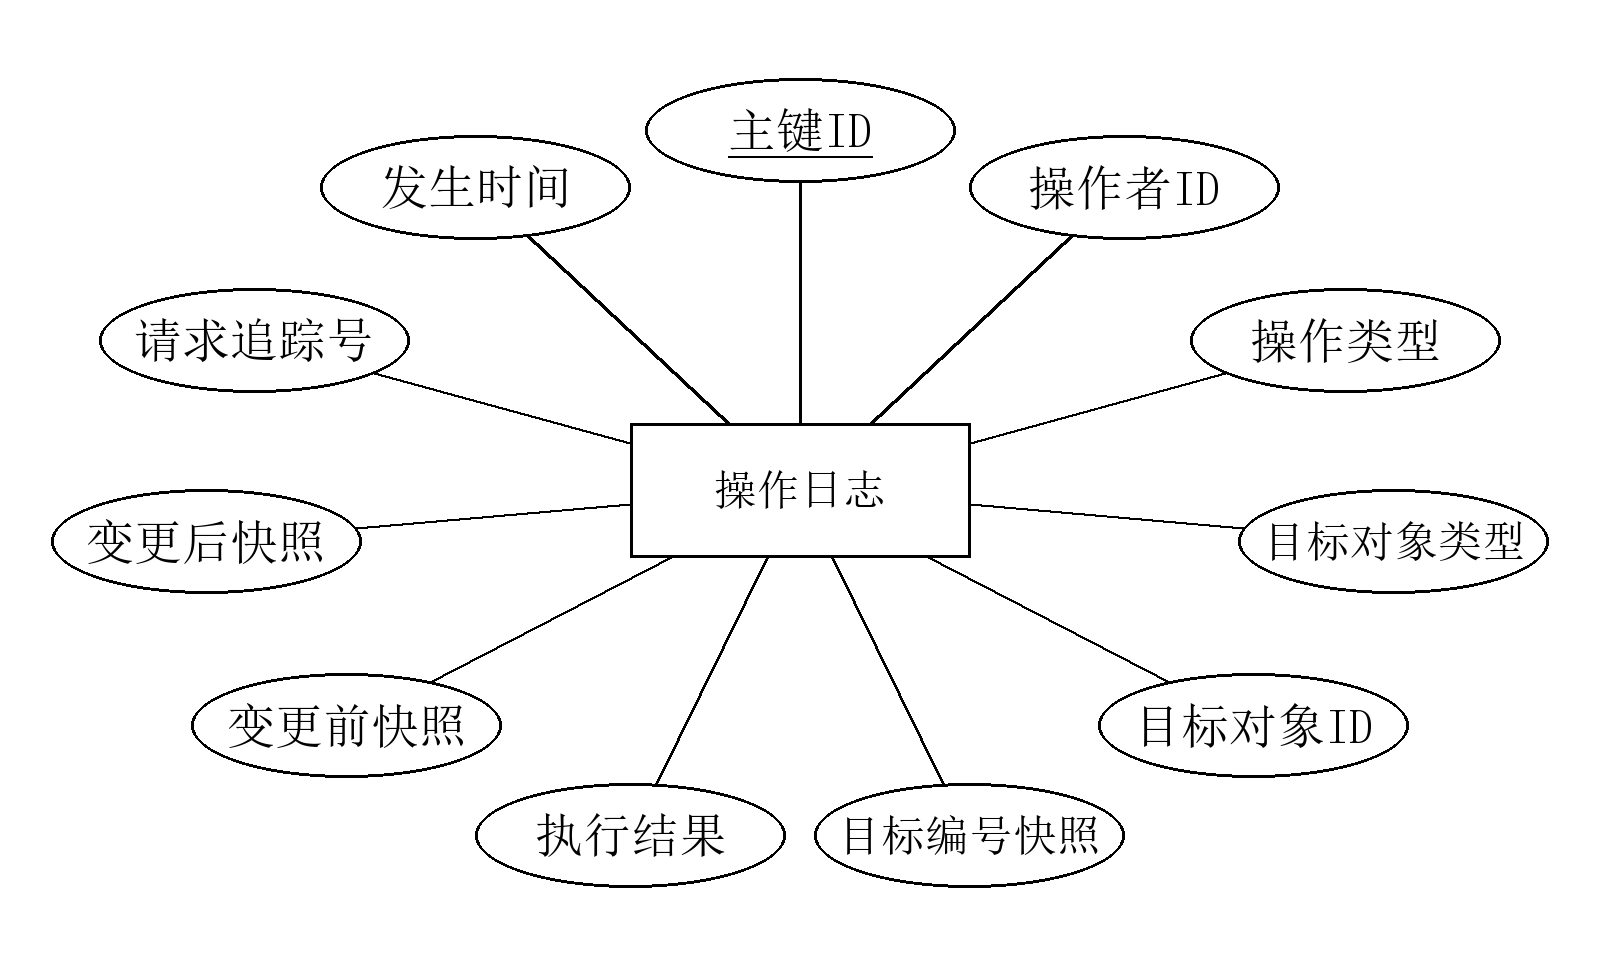 主键ID
发生时间
操作者ID
请求追踪号
操作类型
操作日志
变更后快照
目标对象类型
变更前快照
目标对象ID
执行结果
目标编号快照